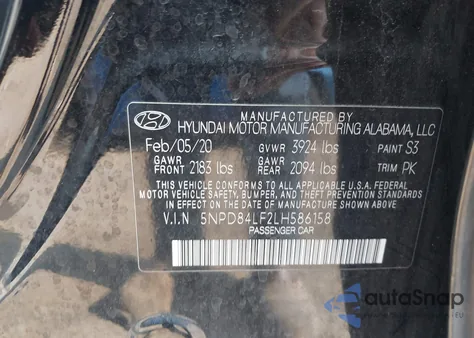 MANUFACTURED BY
HYUNDAI MOTOR MANUFACTURING ALABAMA, LLC
Feb/05/20 GVWR 3924 lbs PAINT S3
GAWR FRONT 2183 lbs GAWR REAR 2094 lbs TRIM PK
THIS VEHICLE CONFORMS TO ALL APPLICABLE U.S. FEDERAL
MOTOR VEHICLE SAFETY, BUMPER, AND THEFT PREVENTION STANDARDS
IN EFFECT ON THE DATE OF MANUFACTURE SHOWN ABOVE.
V.I.N 5NPD84LF2LH586158
PASSENGER CAR
autoSnap